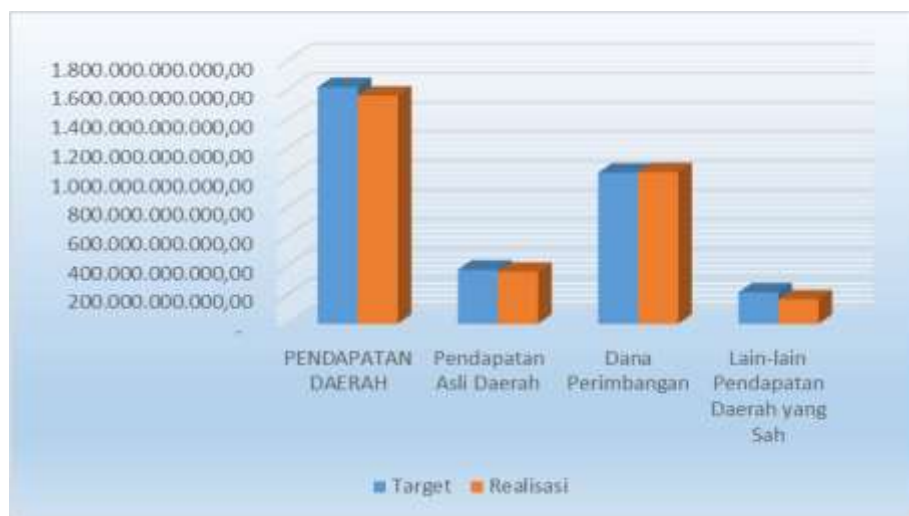 1.800.000.000.000,00
1.600.000.000.000,00
1.400.000.000.000,00
1.200.000.000.000,00
1.000.000.000.000,00
800.000.000.000,00
600.000.000.000,00
400.000.000.000,00
200.000.000.000,00
-
PENDAPATAN
DAERAH
Pendapatan
Asli Daerah
Dana
Perimbangan
Lain-lain
Pendapatan
Daerah yang
Sah
Target Realisasi